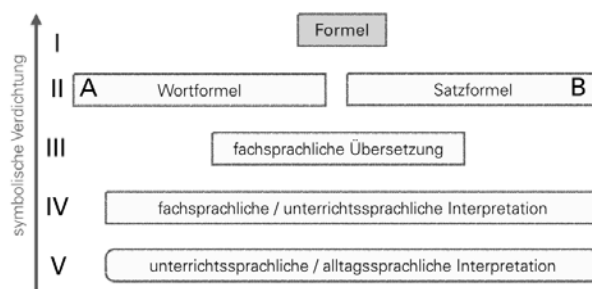 symbolische Verdichtung
I Formel
II A Wortformel Satzformel B
III fachsprachliche Übersetzung
IV fachsprachliche / unterrichtssprachliche Interpretation
V unterrichtssprachliche / alltagssprachliche Interpretation